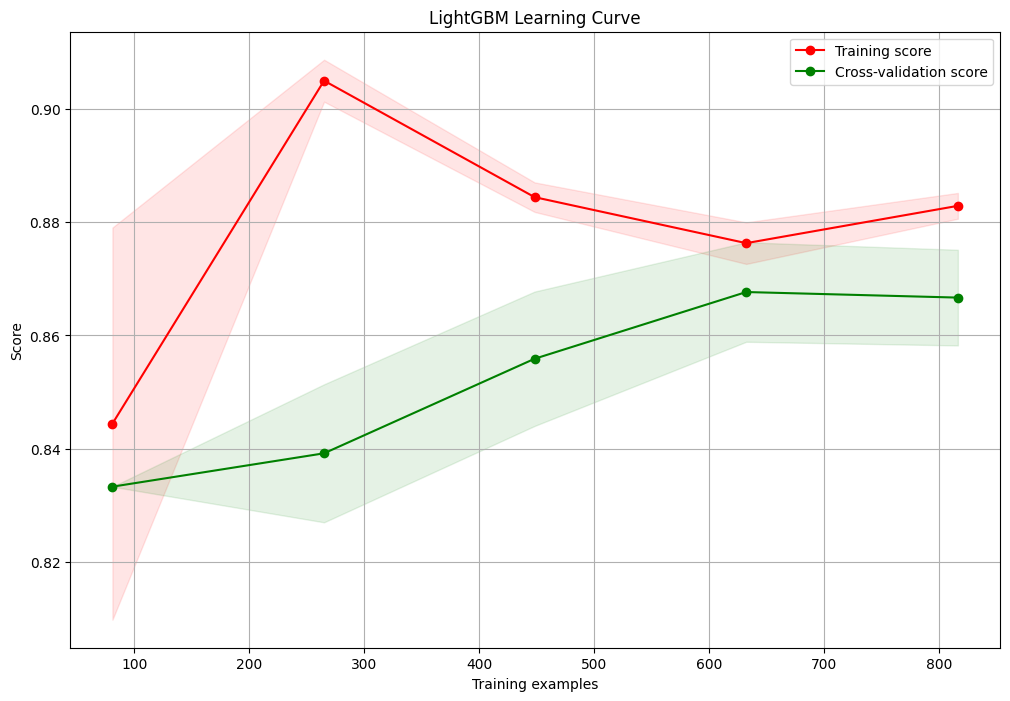 LightGBM Learning Curve
Training score
Cross-validation score
0.90
0.88
0.86
0.84
0.82
Score
100 200 300 400 500 600 700 800
Training examples